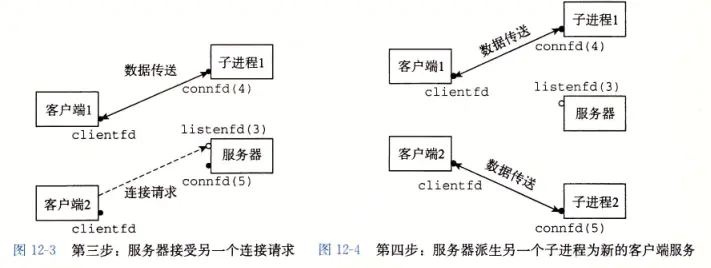 数据传送
子进程1
connfd(4)
客户端1
clientfd
listenfd(3)
服务器
connfd(5)
连接请求
客户端2
clientfd
图 12-3 第三步：服务器接受另一个连接请求
数据传送
子进程1
connfd(4)
客户端1
clientfd
listenfd(3)
服务器
客户端2
clientfd
数据传送
子进程2
connfd(5)
图 12-4 第四步：服务器派生另一个子进程为新的客户端服务